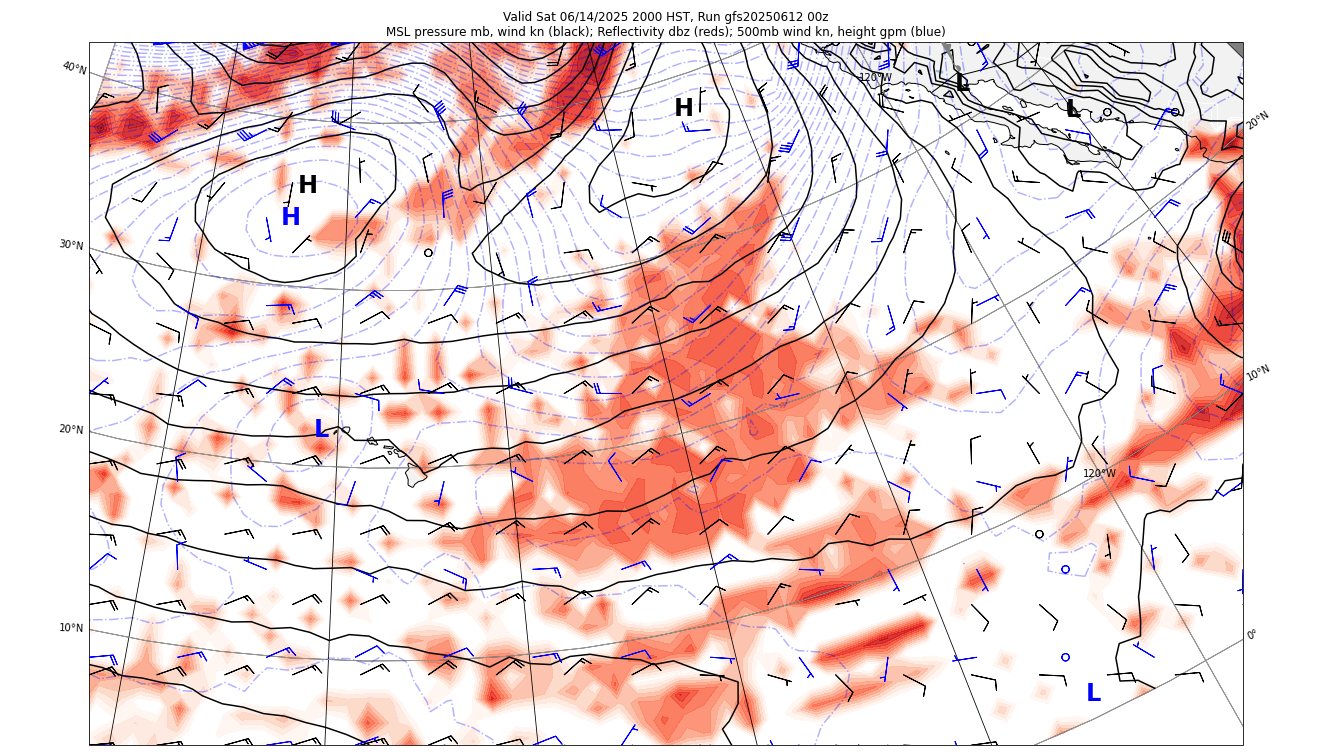 Valid Sat 06/14/2025 2000 HST, Run gfs20250612 00z
MSL pressure mb, wind kn (black); Reflectivity dbz (reds); 500mb wind kn, height gpm (blue)
40°N
120°W
L
H
L
20°N
H
H
30°N
10°N
20°N
L
120°W
10°N
0°
L